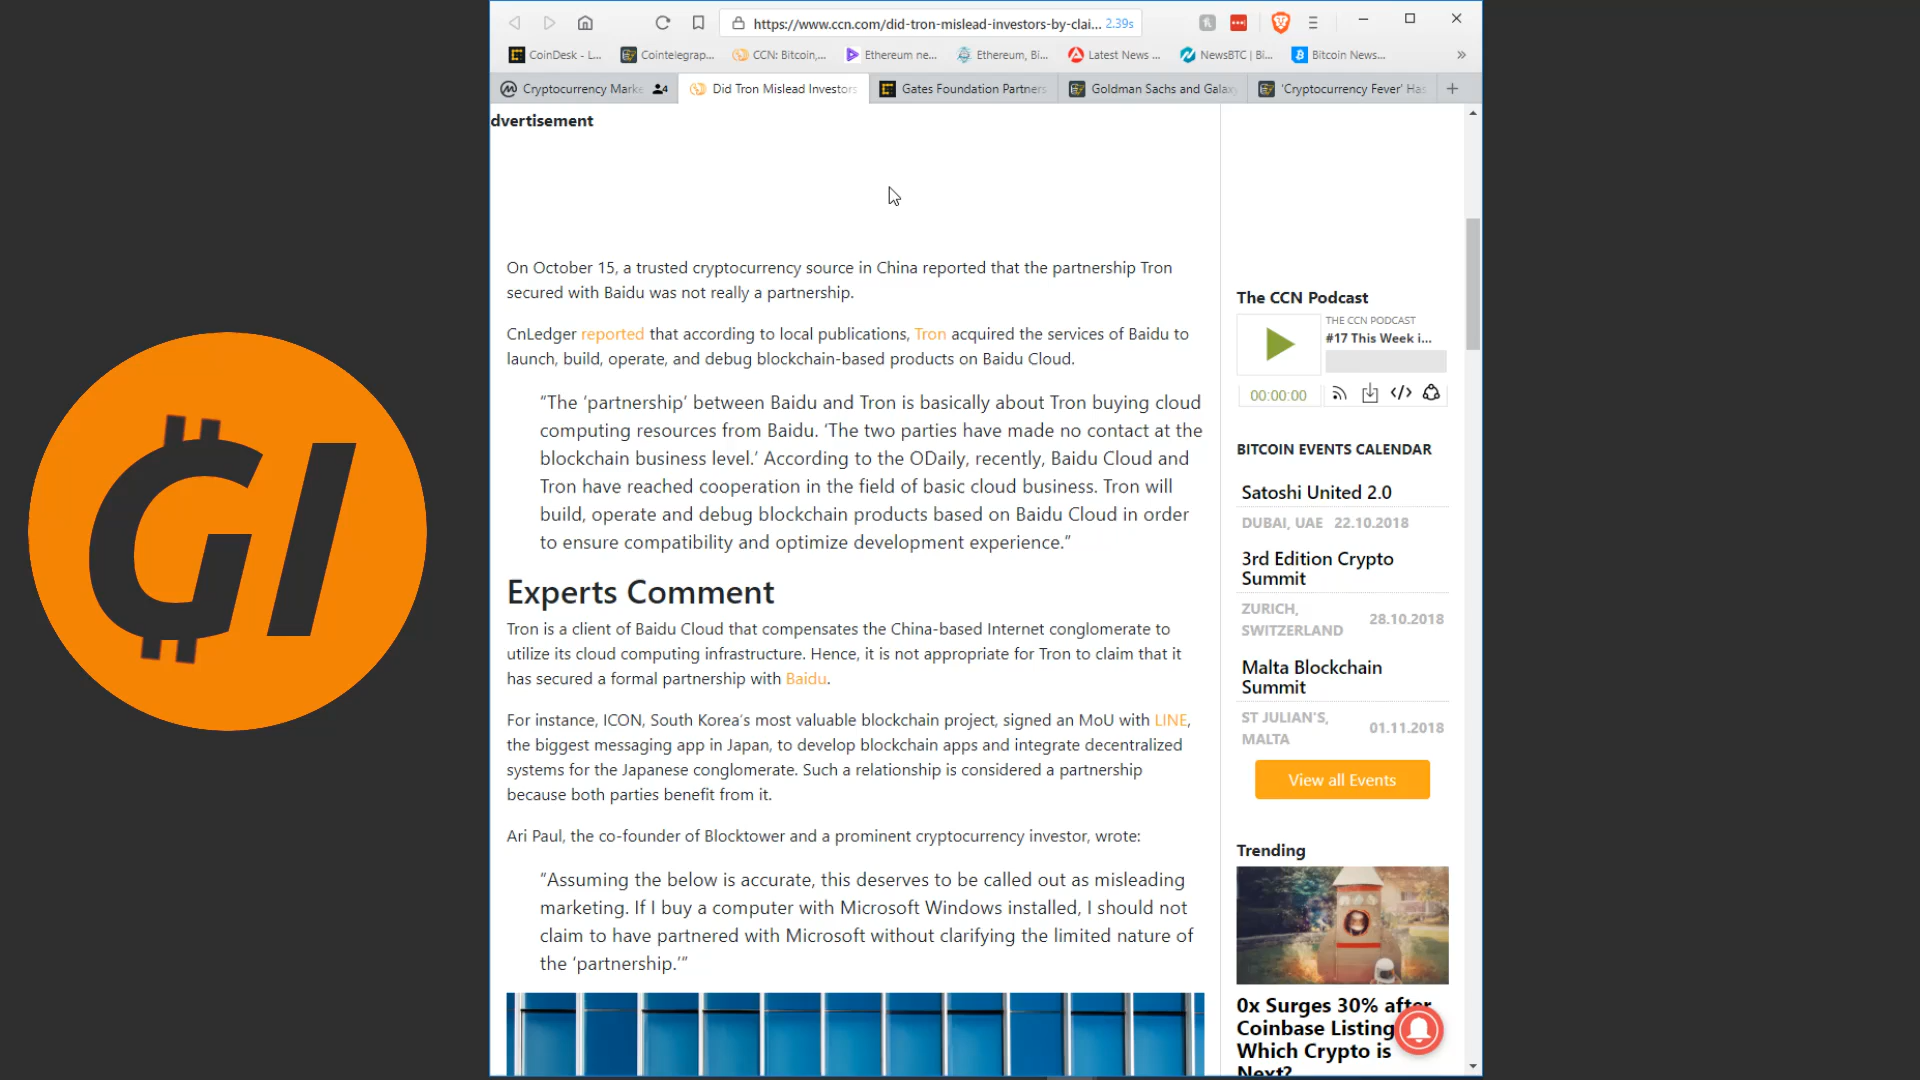 https://www.ccn.com/did-tron-mislead-investors-by-clai... 2.39s
CoinDesk - L... Cointelegrap... CCN: Bitcoin,... Ethereum ne... Ethereum, Bi... Latest News ... NewsBTC | Bi... Bitcoin News... »
Cryptocurrency Marke 4 Did Tron Mislead Investors Gates Foundation Partners Goldman Sachs and Galax 'Cryptocurrency Fever' Has
dvertisement
On October 15, a trusted cryptocurrency source in China reported that the partnership Tron
secured with Baidu was not really a partnership.
CnLedger reported that according to local publications, Tron acquired the services of Baidu to
launch, build, operate, and debug blockchain-based products on Baidu Cloud.
“The ‘partnership’ between Baidu and Tron is basically about Tron buying cloud
computing resources from Baidu. ‘The two parties have made no contact at the
blockchain business level.’ According to the ODaily, recently, Baidu Cloud and
Tron have reached cooperation in the field of basic cloud business. Tron will
build, operate and debug blockchain products based on Baidu Cloud in order
to ensure compatibility and optimize development experience.”
Experts Comment
Tron is a client of Baidu Cloud that compensates the China-based Internet conglomerate to
utilize its cloud computing infrastructure. Hence, it is not appropriate for Tron to claim that it
has secured a formal partnership with Baidu.
For instance, ICON, South Korea’s most valuable blockchain project, signed an MoU with LINE,
the biggest messaging app in Japan, to develop blockchain apps and integrate decentralized
systems for the Japanese conglomerate. Such a relationship is considered a partnership
because both parties benefit from it.
Ari Paul, the co-founder of Blocktower and a prominent cryptocurrency investor, wrote:
“Assuming the below is accurate, this deserves to be called out as misleading
marketing. If I buy a computer with Microsoft Windows installed, I should not
claim to have partnered with Microsoft without clarifying the limited nature of
the ‘partnership.’”
The CCN Podcast
THE CCN PODCAST
#17 This Week i...
00:00:00
BITCOIN EVENTS CALENDAR
Satoshi United 2.0
DUBAI, UAE 22.10.2018
3rd Edition Crypto
Summit
ZURICH,
SWITZERLAND 28.10.2018
Malta Blockchain
Summit
ST JULIAN'S,
MALTA 01.11.2018
View all Events
Trending
0x Surges 30% after
Coinbase Listing
Which Crypto is
Next?
GI